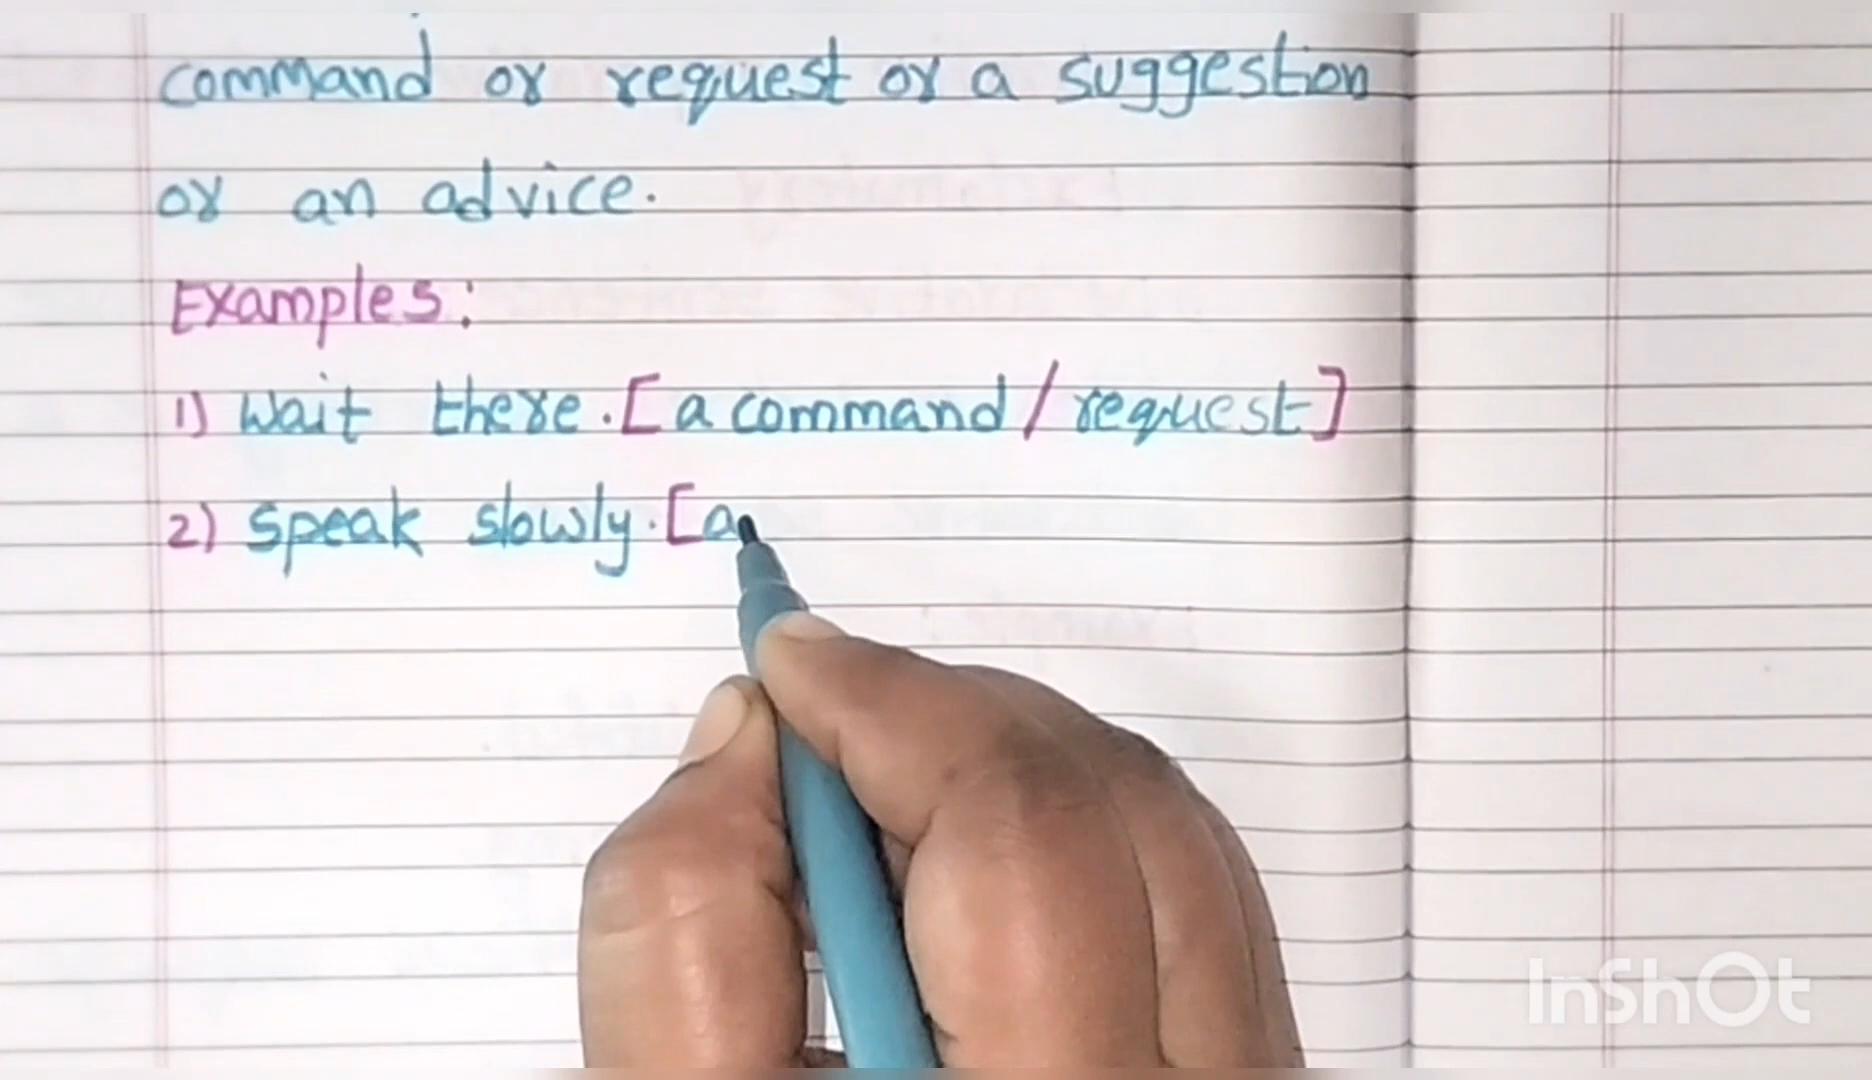 command or request or a suggestion
or an advice.
Examples:
1) Wait there. [a command/request]
2) Speak slowly. [a
InShOt